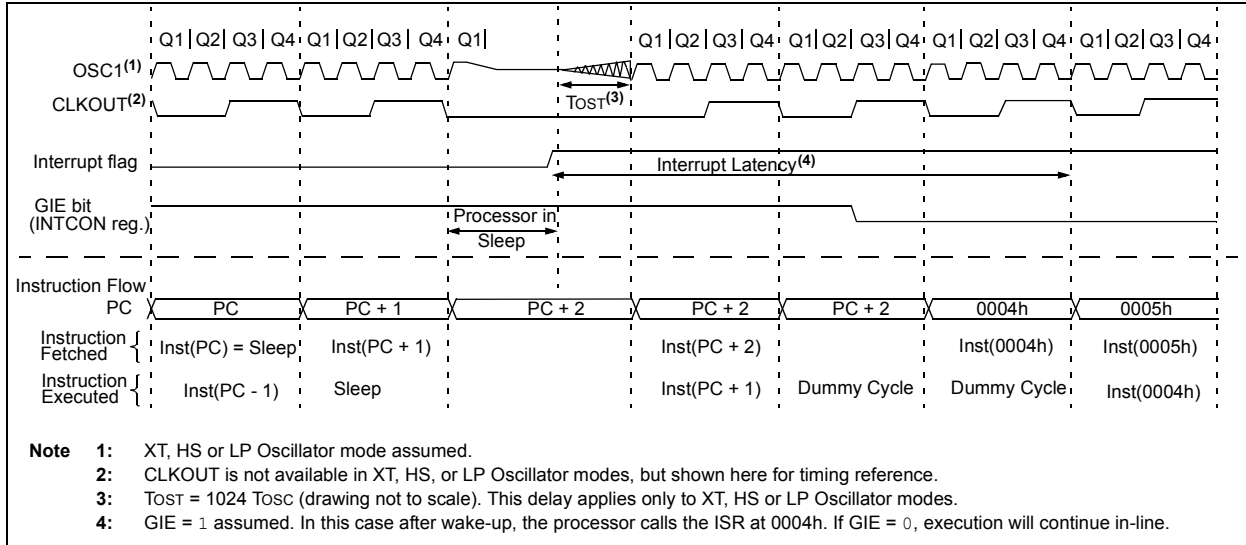 Q1 Q2 Q3 Q4 Q1 Q2 Q3 Q4 Q1 Q1 Q2 Q3 Q4 Q1 Q2 Q3 Q4 Q1 Q2 Q3 Q4 Q1 Q2 Q3 Q4
OSC1(1)
TOST(3)
CLKOUT(2)
Interrupt flag
Interrupt Latency(4)
GIE bit
(INTCON reg.)
Processor in
Sleep
Instruction Flow
PC PC PC + 1 PC + 2 PC + 2 PC + 2 0004h 0005h
Instruction
Fetched
Inst(PC) = Sleep Inst(PC + 1) Inst(PC + 2) Inst(0004h) Inst(0005h)
Instruction
Executed
Inst(PC - 1) Sleep Inst(PC + 1) Dummy Cycle Dummy Cycle Inst(0004h)
Note 1: XT, HS or LP Oscillator mode assumed.
2: CLKOUT is not available in XT, HS, or LP Oscillator modes, but shown here for timing reference.
3: TOST = 1024 TOSC (drawing not to scale). This delay applies only to XT, HS or LP Oscillator modes.
4: GIE = 1 assumed. In this case after wake-up, the processor calls the ISR at 0004h. If GIE = 0, execution will continue in-line.